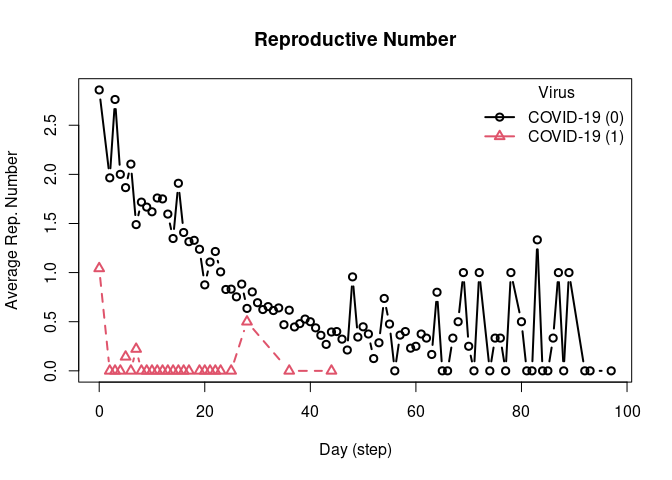 Reproductive Number
Virus
COVID-19 (0)
COVID-19 (1)
Average Rep. Number
2.5
2.0
1.5
1.0
0.5
0.0
0 20 40 60 80 100
Day (step)